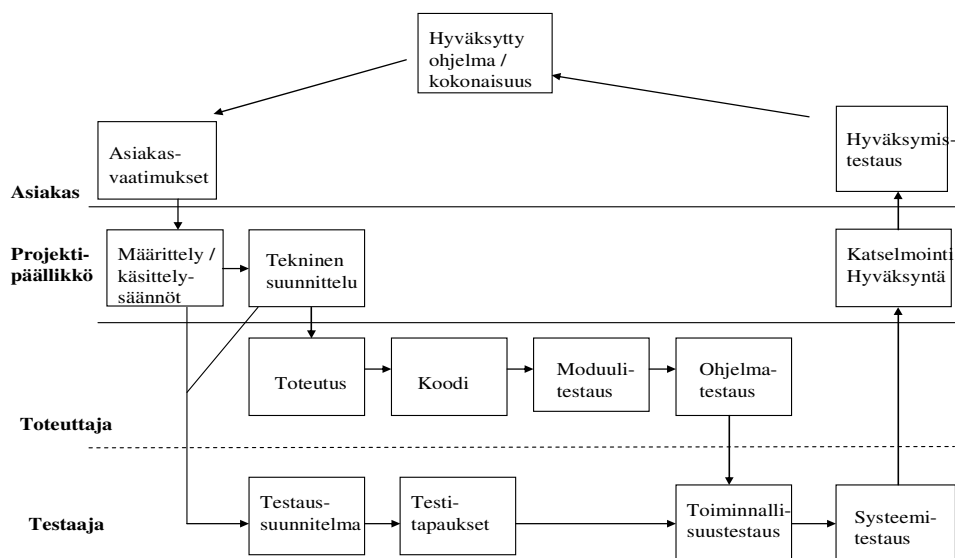 Hyväksytty
ohjelma /
kokonaisuus
Asiakas-
vaatimukset
Hyväksymis-
testaus
Asiakas
Projekti-
päällikkö
Määrittely /
käsittely-
säännöt
Tekninen
suunnittelu
Katselmointi
Hyväksyntä
Toteutus
Koodi
Moduuli-
testaus
Ohjelma-
testaus
Toteuttaja
Testaaja
Testaus-
suunnitelma
Testi-
tapaukset
Toiminnalli-
suustestaus
Systeemi-
testaus